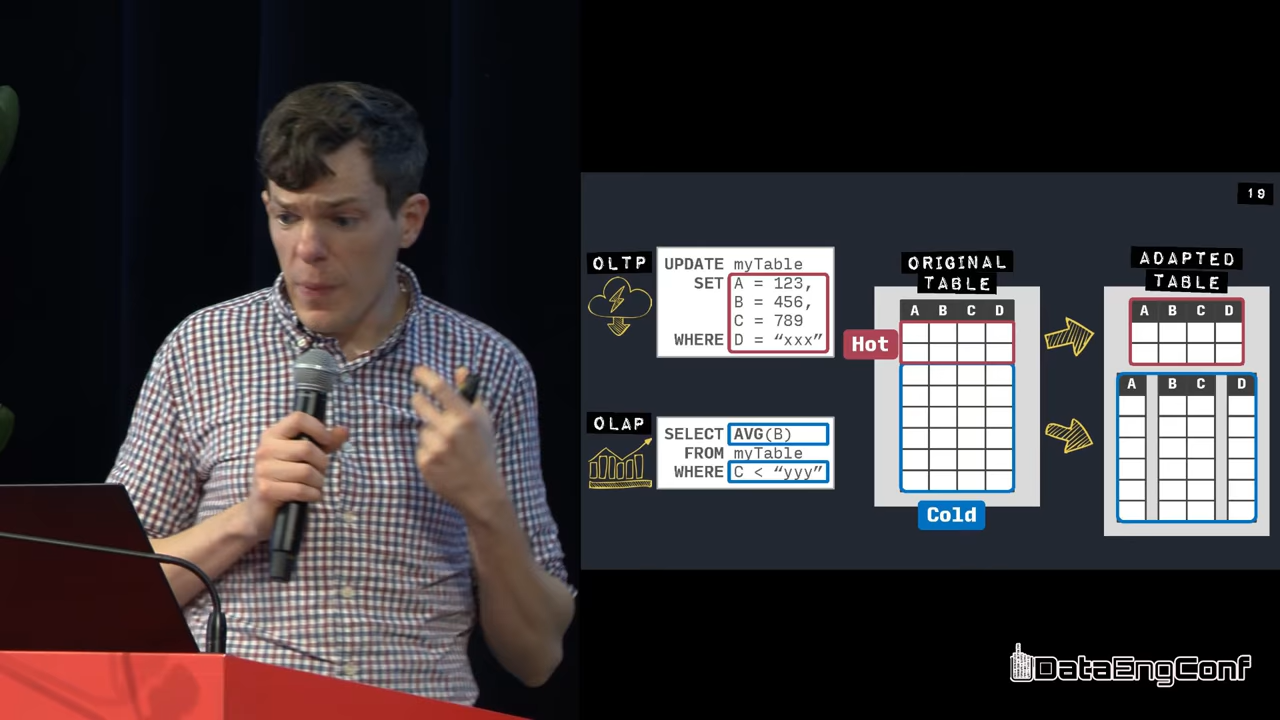 19
OLTP
UPDATE myTable
SET A = 123,
B = 456,
C = 789
WHERE D = “xxx”
OLAP
SELECT AVG(B)
FROM myTable
WHERE C < “yyy”
ORIGINAL
TABLE
A B C D
Hot
Cold
ADAPTED
TABLE
A B C D
A B C D
DataEngConf